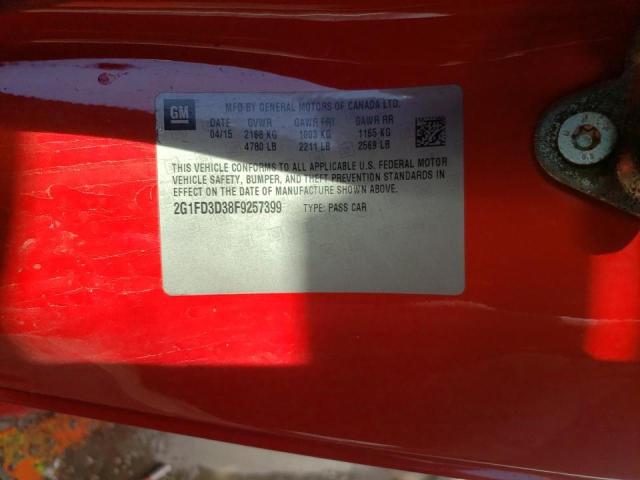 GM
MFD BY GENERAL MOTORS OF CANADA LTD.
DATE GVWR GAWR FRT GAWR RR
04/15 2168 KG 1003 KG 1165 KG
4780 LB 2211 LB 2569 LB
THIS VEHICLE CONFORMS TO ALL APPLICABLE U.S. FEDERAL MOTOR
VEHICLE SAFETY, BUMPER, AND THEFT PREVENTION STANDARDS IN
EFFECT ON THE DATE OF MANUFACTURE SHOWN ABOVE.
2G1FD3D38F9257399 TYPE: PASS CAR